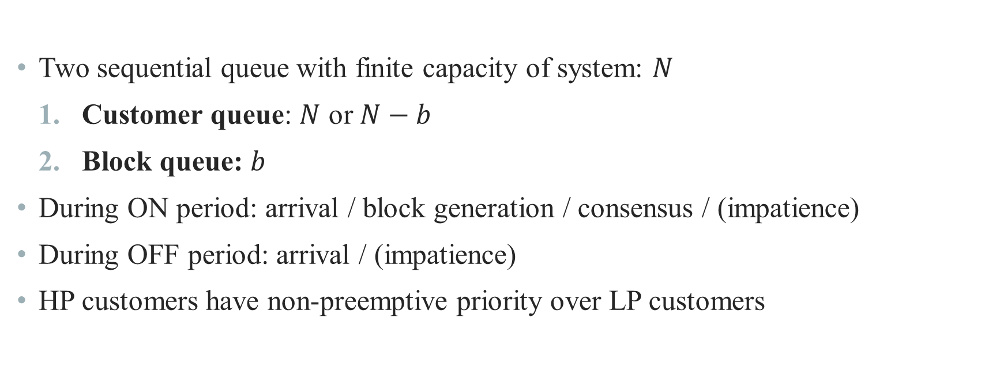 • Two sequential queue with finite capacity of system: N
1. Customer queue: N or N − b
2. Block queue: b
• During ON period: arrival / block generation / consensus / (impatience)
• During OFF period: arrival / (impatience)
• HP customers have non-preemptive priority over LP customers